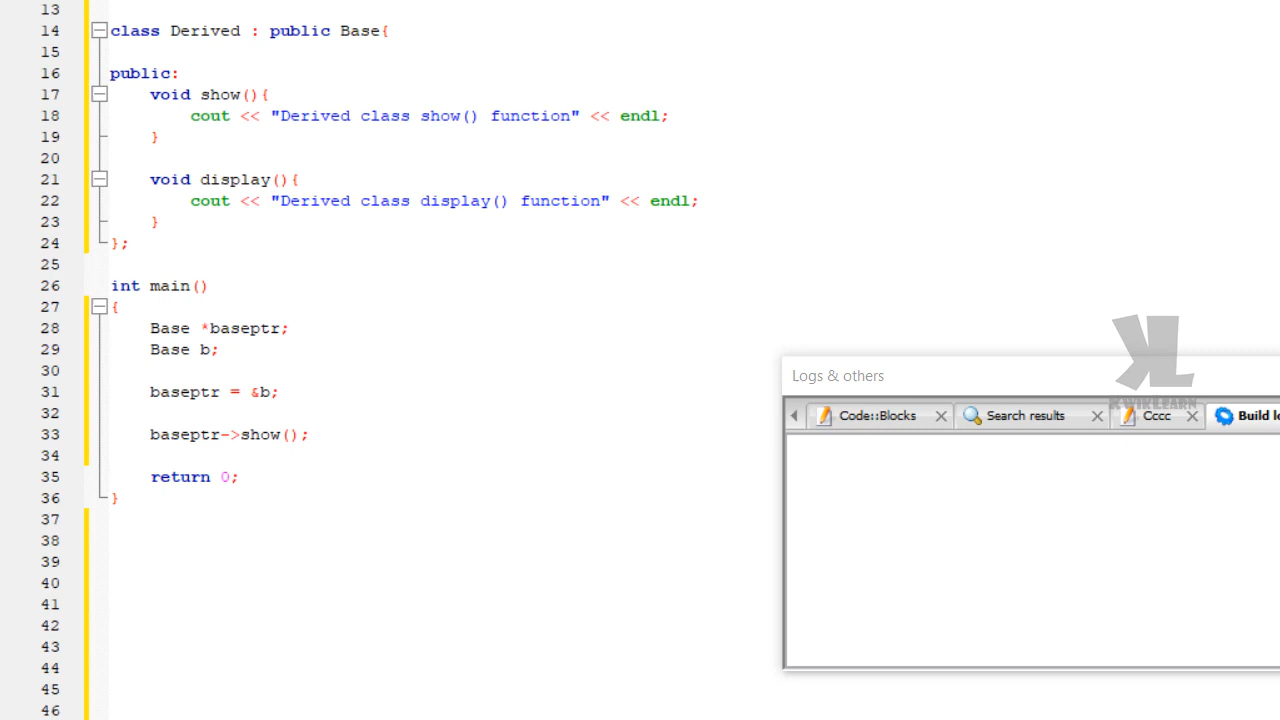 13
14 class Derived : public Base{
15
16 public:
17 void show(){
18 cout << "Derived class show() function" << endl;
19 }
20
21 void display(){
22 cout << "Derived class display() function" << endl;
23 }
24 };
25
26 int main()
27 {
28 Base *baseptr;
29 Base b;
30
31 baseptr = &b;
32
33 baseptr->show();
34
35 return 0;
36 }
37
38
39
40
41
42
43
44
45
46
Logs & others
KL
KWIKLEARN
Code::Blocks
Search results
Cccc
Build lo